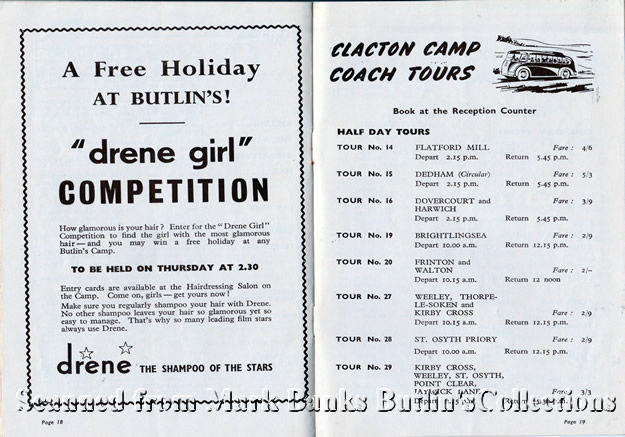 A Free Holiday
AT BUTLIN'S!
"drene girl"
COMPETITION
How glamorous is your hair? Enter for the "Drene Girl"
Competition to find the girl with the most glamorous
hair — and you may win a free holiday at any
Butlin's Camp.
TO BE HELD ON THURSDAY AT 2.30
Entry cards are available at the Hairdressing Salon on
the Camp. Come on, girls — get yours now!
Make sure you regularly shampoo your hair with Drene.
No other shampoo leaves your hair so glamorous yet so
easy to manage. That's why so many leading film stars
always use Drene.
drene THE SHAMPOO OF THE STARS
Page 18
CLACTON CAMP
COACH TOURS
Book at the Reception Counter
HALF DAY TOURS
TOUR No. 14 FLATFORD MILL Fare : 4/6
Depart 2.15 p.m. Return 5.45 p.m.
TOUR No. 15 DEDHAM (Circular) Fare : 5/3
Depart 2.15 p.m. Return 5.45 p.m.
TOUR No. 16 DOVERCOURT and Fare : 3/9
HARWICH
Depart 2.15 p.m. Return 5.45 p.m.
TOUR No. 19 BRIGHTLINGSEA Fare : 2/9
Depart 10.00 a.m. Return 12.15 p.m.
TOUR No. 20 FRINTON and
WALTON Fare : 2/–
Depart 10.15 a.m. Return 12 noon
TOUR No. 27 WEELEY, THORPE-
LE-SOKEN and
KIRBY CROSS Fare : 2/9
Depart 10.15 a.m. Return 12.15 p.m.
TOUR No. 28 ST. OSYTH PRIORY Fare : 2/9
Depart 10.00 a.m. Return 12.15 p.m.
TOUR No. 29 KIRBY CROSS,
WEELEY, ST. OSYTH,
POINT CLEAR,
JAYWICK LANE Fare : 3/3
Depart p.m. Return p.m.
Page 19
Scanned from Mark Banks Butlin'sCollections